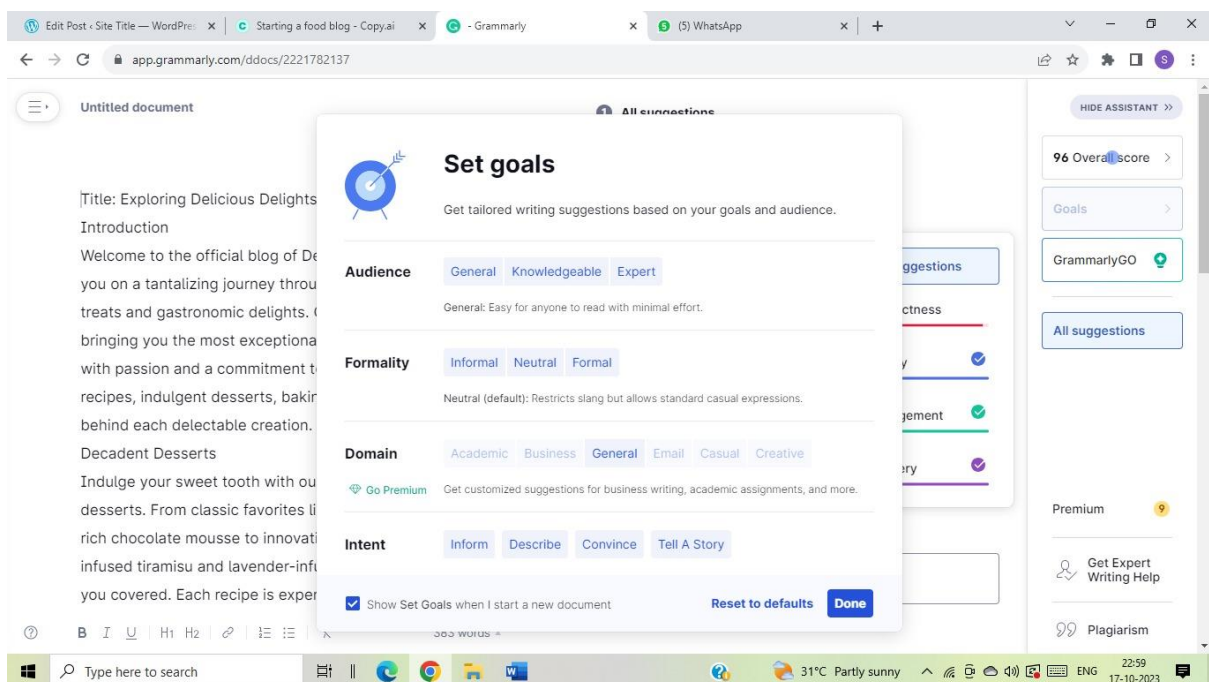 Edit Post ‹ Site Title — WordPres
Starting a food blog - Copy.ai
- Grammarly
(5) WhatsApp
app.grammarly.com/ddocs/2221782137
Untitled document
1 All suggestions
HIDE ASSISTANT
Set goals
Get tailored writing suggestions based on your goals and audience.
96 Overall score
Title: Exploring Delicious Delights
Goals
Introduction
Welcome to the official blog of De
Audience General Knowledgeable Expert
GrammarlyGO
ggestions
you on a tantalizing journey throu
General: Easy for anyone to read with minimal effort.
treats and gastronomic delights.
ctness
All suggestions
bringing you the most exceptiona
with passion and a commitment t
Formality Informal Neutral Formal
y
recipes, indulgent desserts, bakin
Neutral (default): Restricts slang but allows standard casual expressions.
gement
behind each delectable creation.
Decadent Desserts
Domain Academic Business General Email Casual Creative
ery
Indulge your sweet tooth with ou
Go Premium Get customized suggestions for business writing, academic assignments, and more.
desserts. From classic favorites li
Premium 9
rich chocolate mousse to innovati
Intent Inform Describe Convince Tell A Story
infused tiramisu and lavender-infu
Get Expert
Writing Help
you covered. Each recipe is exper
Show Set Goals when I start a new document Reset to defaults Done
B I U H1 H2
383 words
Plagiarism
Type here to search
31°C Partly sunny
ENG
22:59
17-10-2023